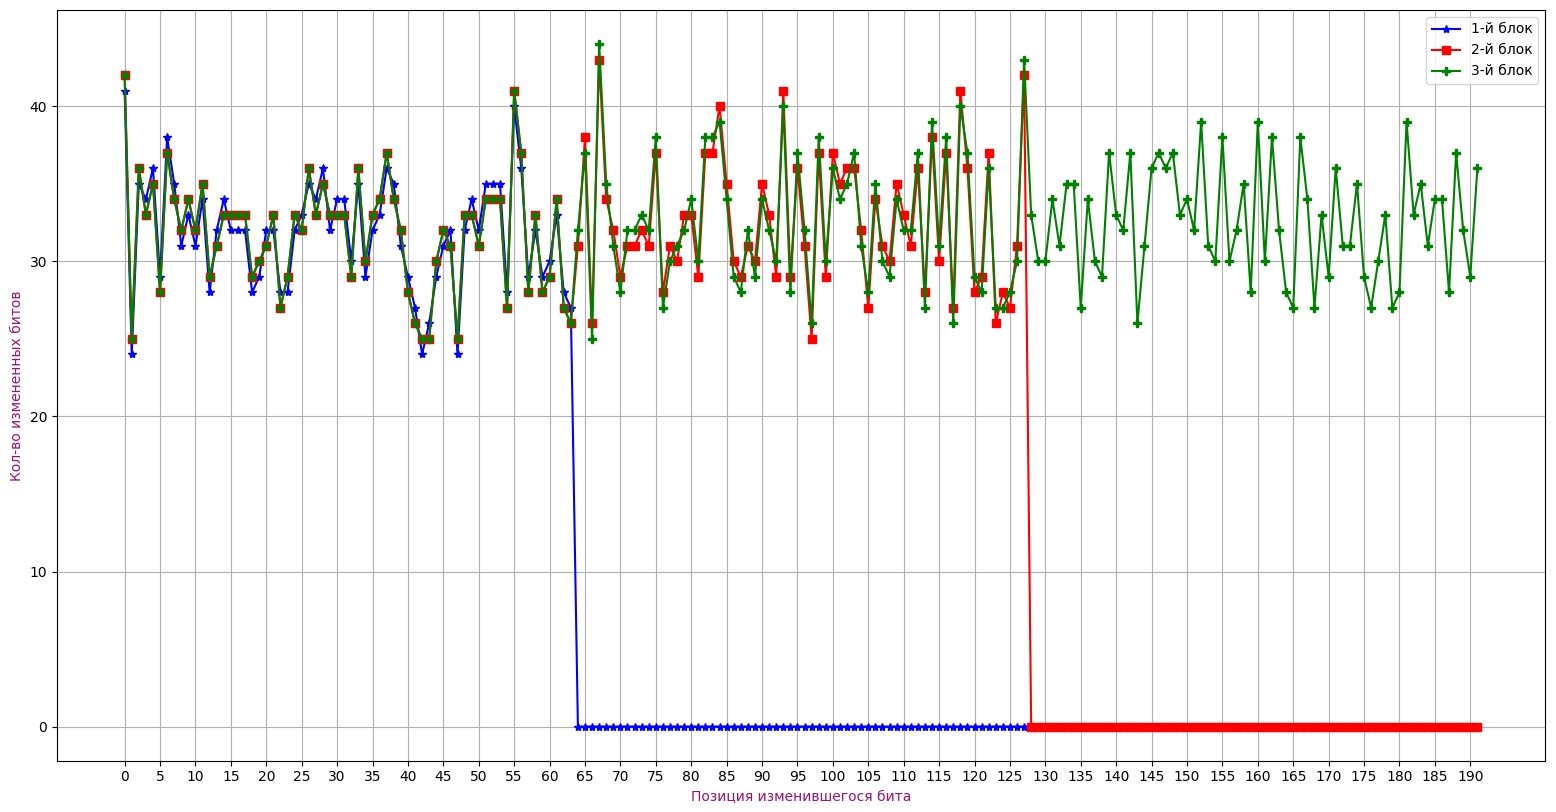 1-й блок
2-й блок
3-й блок
Кол-во измененных битов
40
30
20
10
0
0 5 10 15 20 25 30 35 40 45 50 55 60 65 70 75 80 85 90 95 100 105 110 115 120 125 130 135 140 145 150 155 160 165 170 175 180 185 190
Позиция изменившегося бита